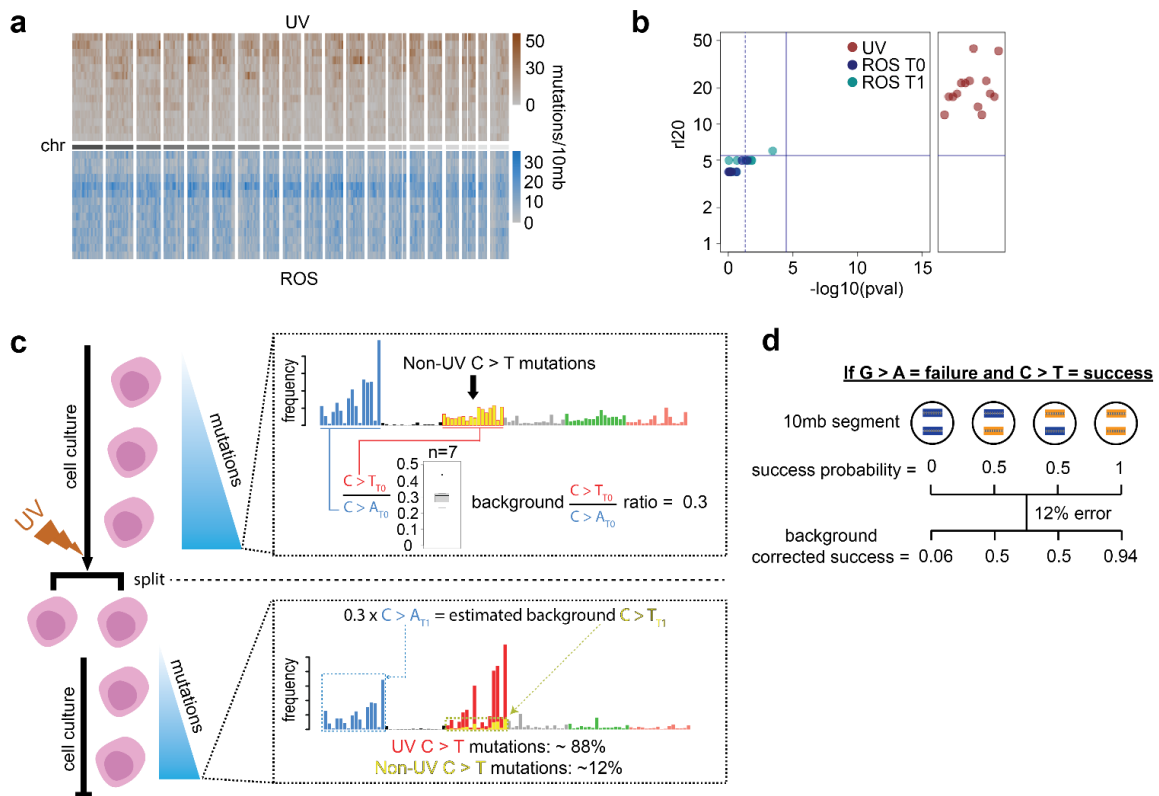 a
UV
50
30
0
mutations/10mb
chr
30
20
10
0
ROS
b
50
20
10
5
2
1
rl20
UV
ROS T0
ROS T1
0
5
10
15
-log10(pval)
c
cell culture
mutations
UV
split
cell culture
mutations
frequency
Non-UV C > T mutations
n=7
0.5
0.4
0.3
0.2
0.1
0
C > T T0
C > A T0
background C > T T0 / C > A T0 ratio = 0.3
0.3 x C > A T1 = estimated background C > T T1
frequency
UV C > T mutations: ~ 88%
Non-UV C > T mutations: ~12%
d
If G > A = failure and C > T = success
10mb segment
success probability = 0 0.5 0.5 1
12% error
background
corrected success = 0.06 0.5 0.5 0.94